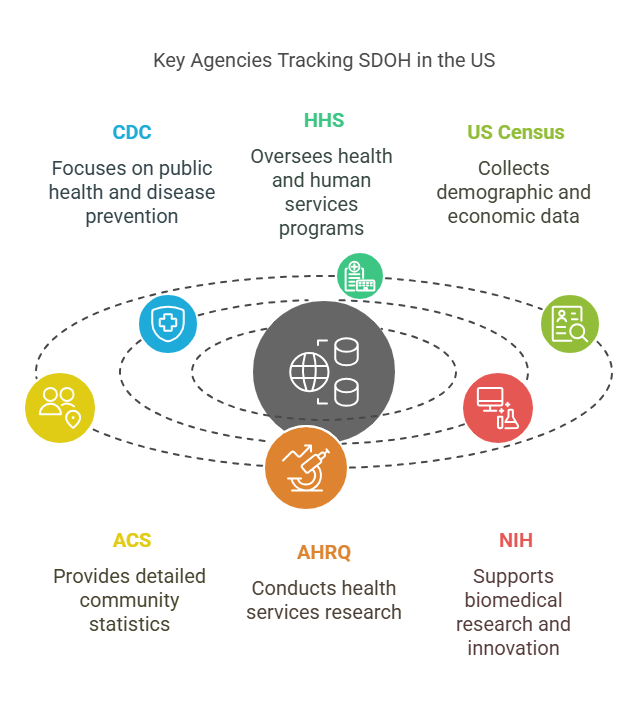 Key Agencies Tracking SDOH in the US
CDC
Focuses on public
health and disease
prevention
HHS
Oversees health
and human
services
programs
US Census
Collects
demographic and
economic data
ACS
Provides detailed
community
statistics
AHRQ
Conducts health
services research
NIH
Supports
biomedical
research and
innovation